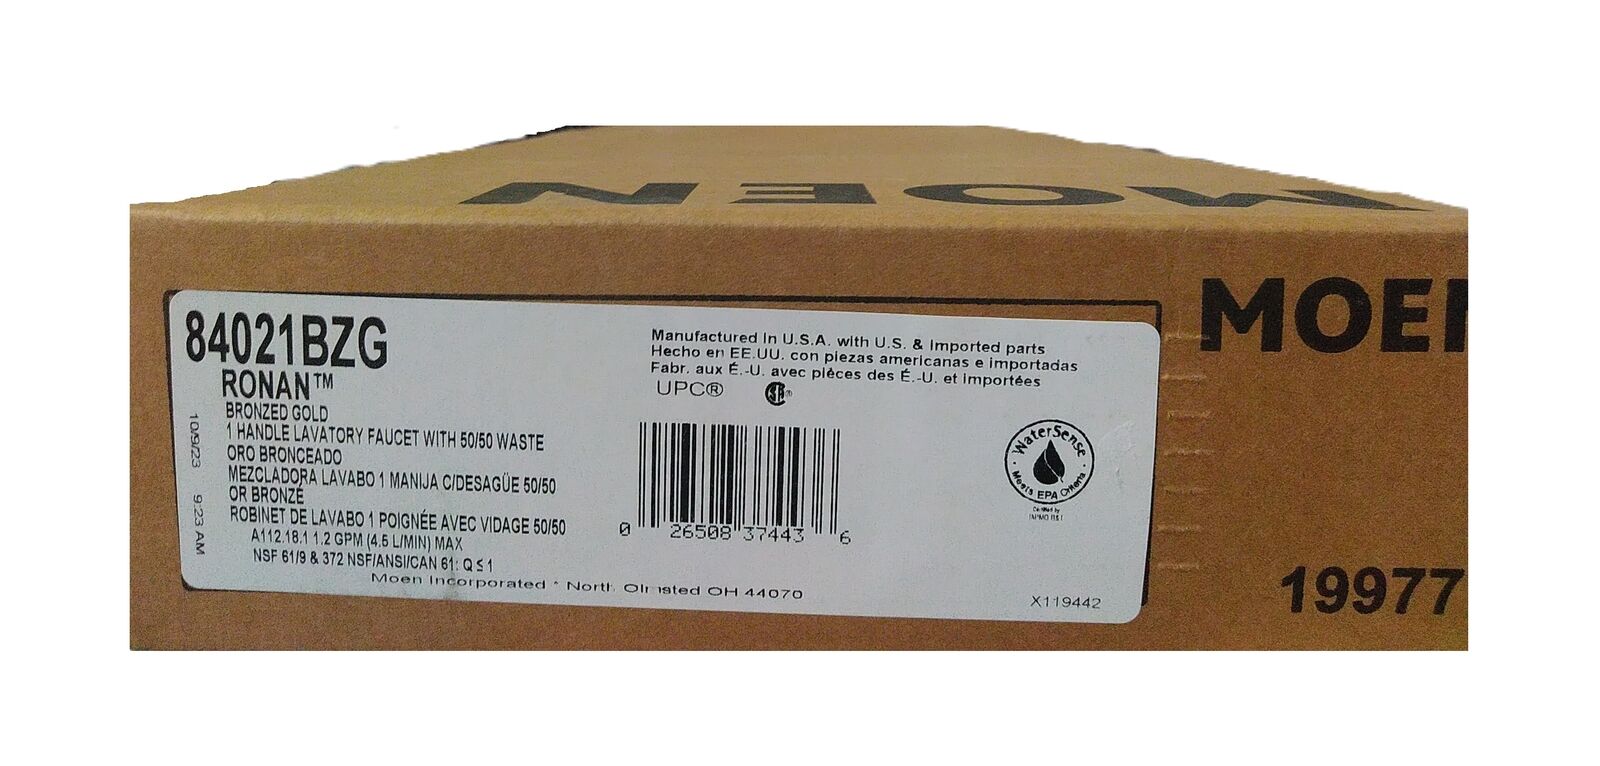 MOEN
MOEN
84021BZG
RONAN™
BRONZED GOLD
1 HANDLE LAVATORY FAUCET WITH 50/50 WASTE
ORO BRONCEADO
MEZCLADORA LAVABO 1 MANIJA C/DESAGÜE 50/50
OR BRONZÉ
ROBINET DE LAVABO 1 POIGNÉE AVEC VIDAGE 50/50
A112.18.1 1.2 GPM (4.5 L/MIN) MAX
NSF 61/9 & 372 NSF/ANSI/CAN 61: Q ≤ 1
Moen Incorporated * North Olmsted OH 44070
10/9/23 9:23 AM
Manufactured in U.S.A. with U.S. & Imported parts
Hecho en EE.UU. con piezas americanas e importadas
Fabr. aux É.-U. avec pièces des É.-U. et importées
UPC® ®
0 26508 37443 6
WaterSense
Meets EPA Criteria
Certified by
X119442
19977